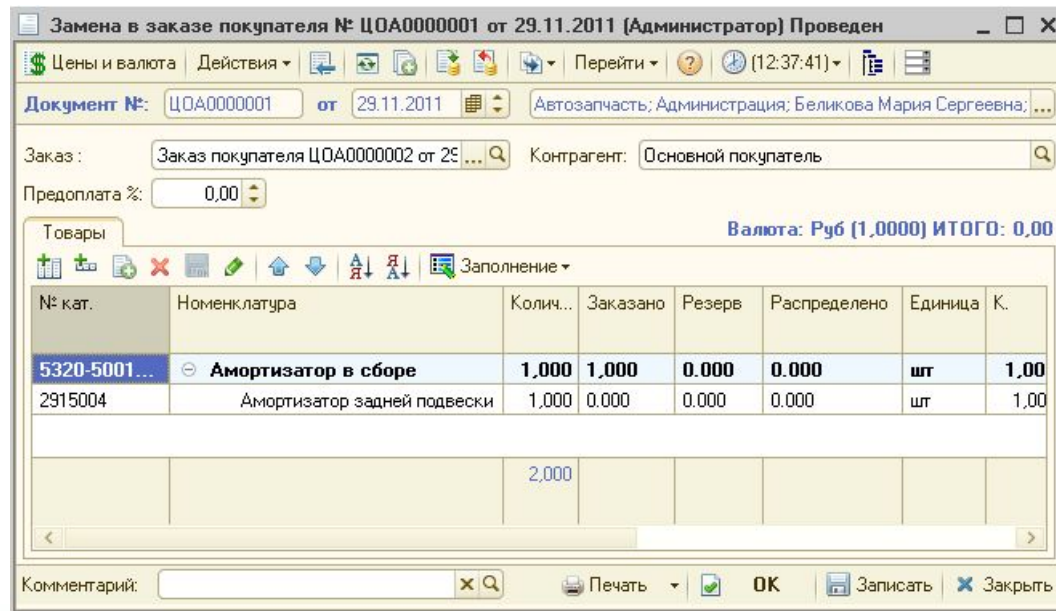 Замена в заказе покупателя № ЦОА0000001 от 29.11.2011 (Администратор) Проведен
Цены и валюта Действия Перейти (12:37:41)
Документ №: ЦОА0000001 от 29.11.2011 Автозапчасть; Администрация; Беликова Мария Сергеевна; ...
Заказ : Заказ покупателя ЦОА0000002 от 29 ... Контрагент: Основной покупатель
Предоплата %: 0,00
Товары Валюта: Руб (1,0000) ИТОГО: 0,00
Заполнение
№ кат. Номенклатура Колич... Заказано Резерв Распределено Единица К.
5320-5001... Амортизатор в сборе 1,000 1,000 0.000 0.000 шт 1,00
2915004 Амортизатор задней подвески 1,000 0.000 0.000 0.000 шт 1,00
2,000
Комментарий: Печать OK Записать Закрыть